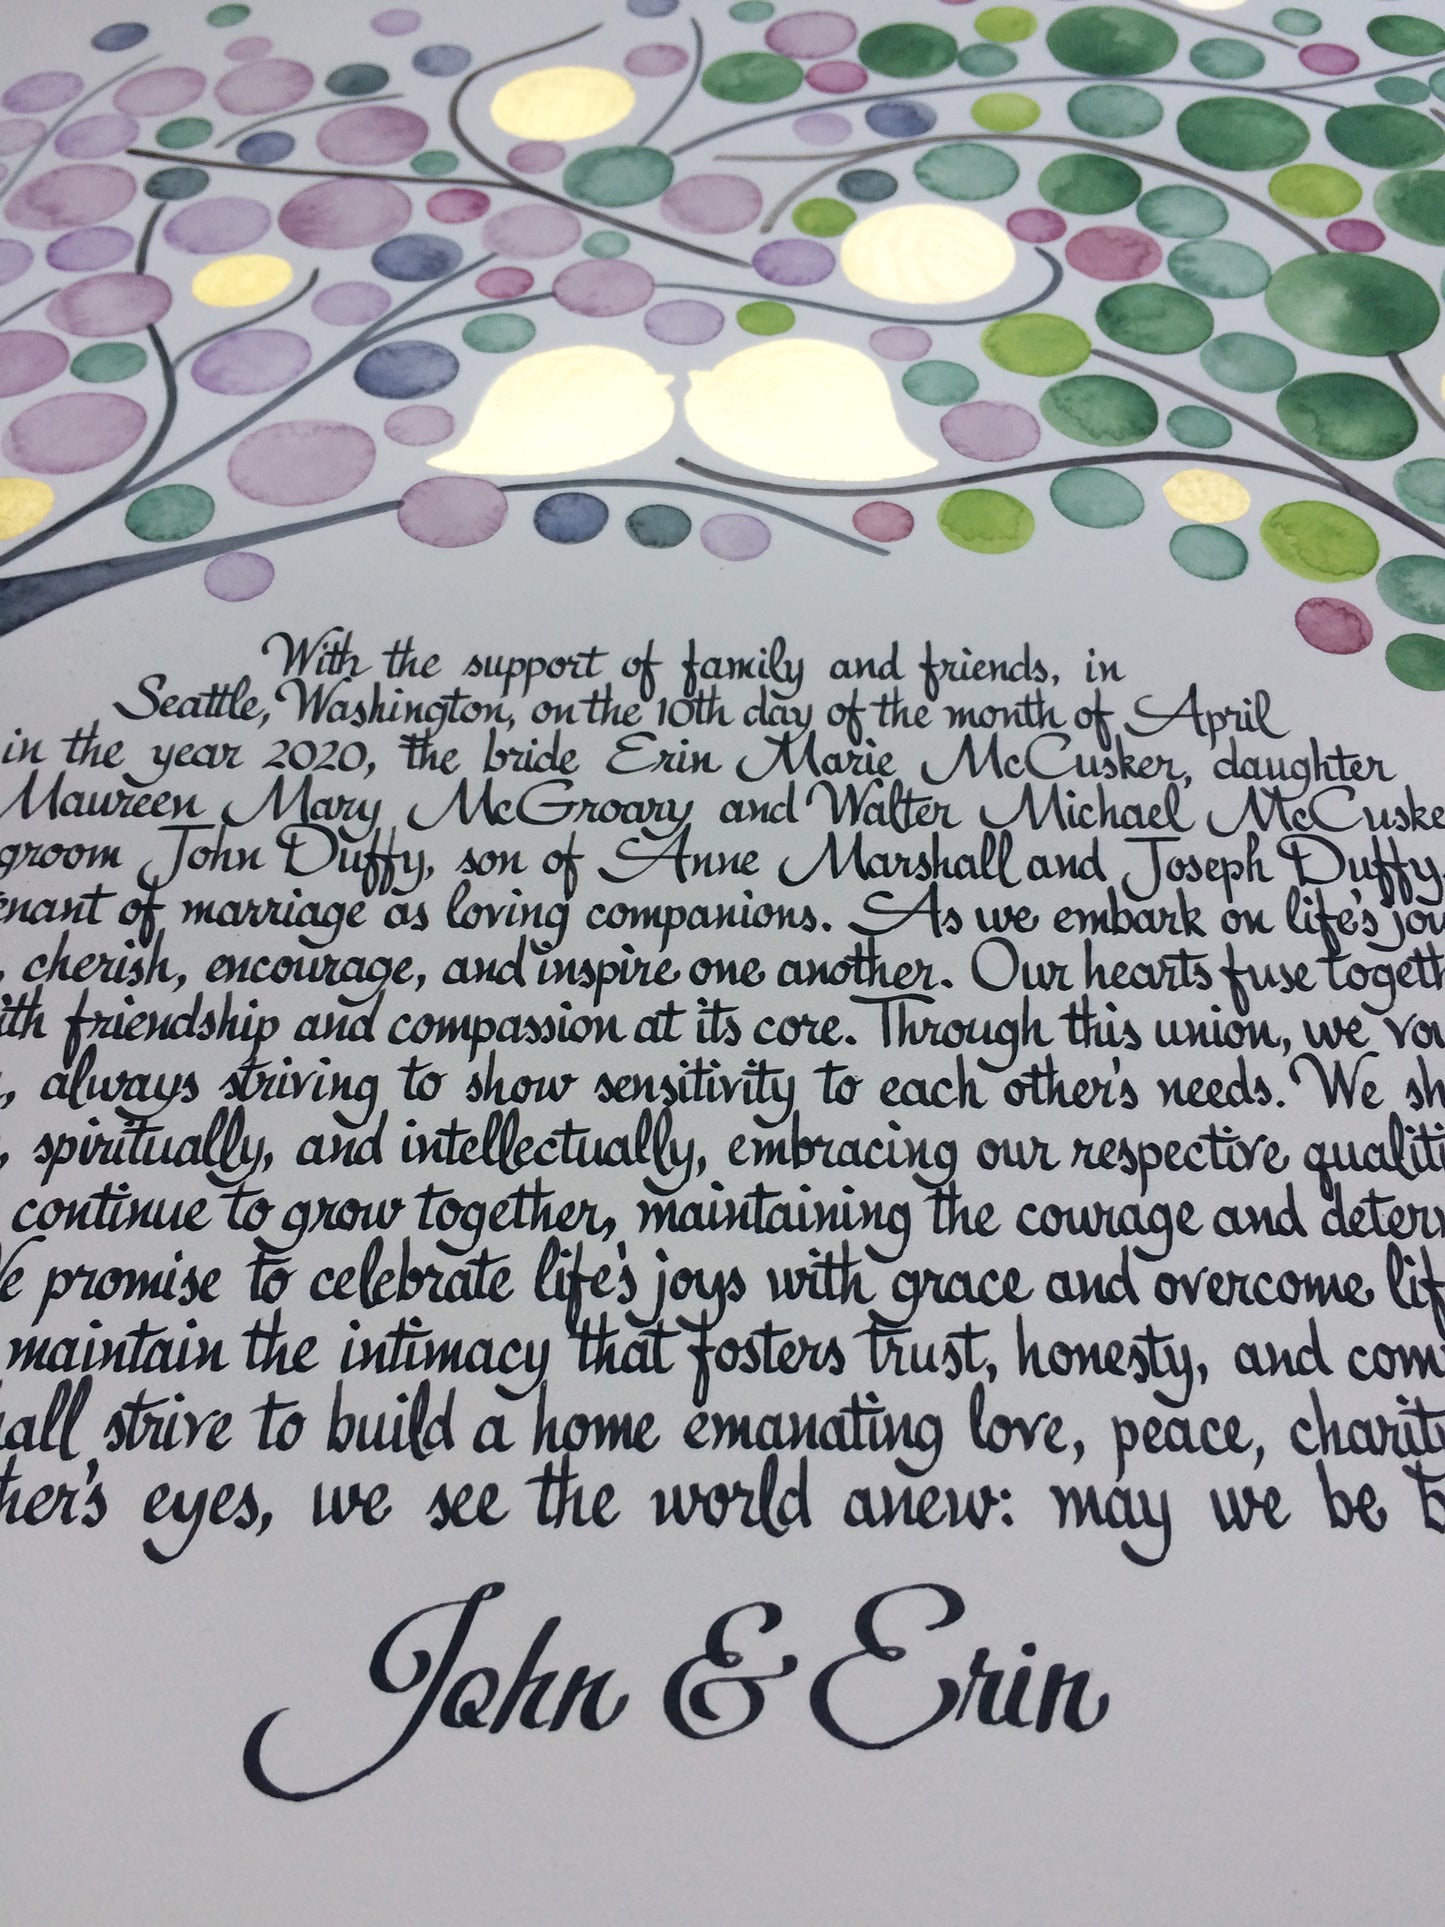 With the support of family and friends, in
Seattle, Washington, on the 10th day of the month of April
in the year 2020, the bride Erin Marie McCusker, daughter
Maureen Mary McGroary and Walter Michael McCuske
groom John Duffy, son of Anne Marshall and Joseph Duffy
enant of marriage as loving companions. As we embark on life's jou
, cherish, encourage, and inspire one another. Our hearts fuse togeth
ith friendship and compassion at its core. Through this union, we vow
, always striving to show sensitivity to each other's needs. We sh
, spiritually, and intellectually, embracing our respective qualiti
continue to grow together, maintaining the courage and determ
We promise to celebrate life's joys with grace and overcome lif
maintain the intimacy that fosters trust, honesty, and com
all strive to build a home emanating love, peace, charity
her's eyes, we see the world anew: may we be
John & Erin